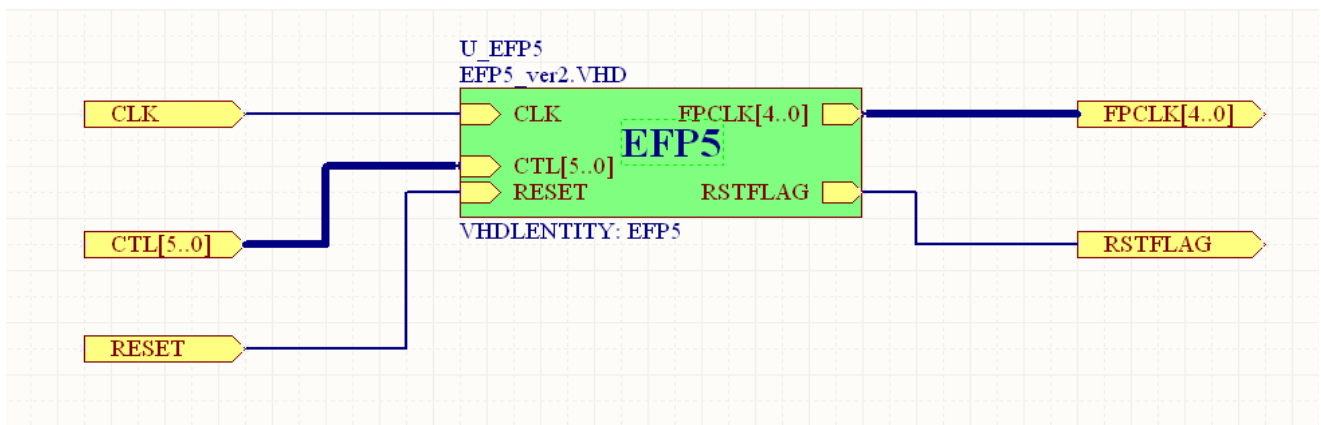 U_EFP5
EFP5_ver2.VHD
CLK
CLK
FPCLK[4..0]
FPCLK[4..0]
EFP5
CTL[5..0]
RESET
RSTFLAG
VHDLENTITY: EFP5
CTL[5..0]
RSTFLAG
RESET